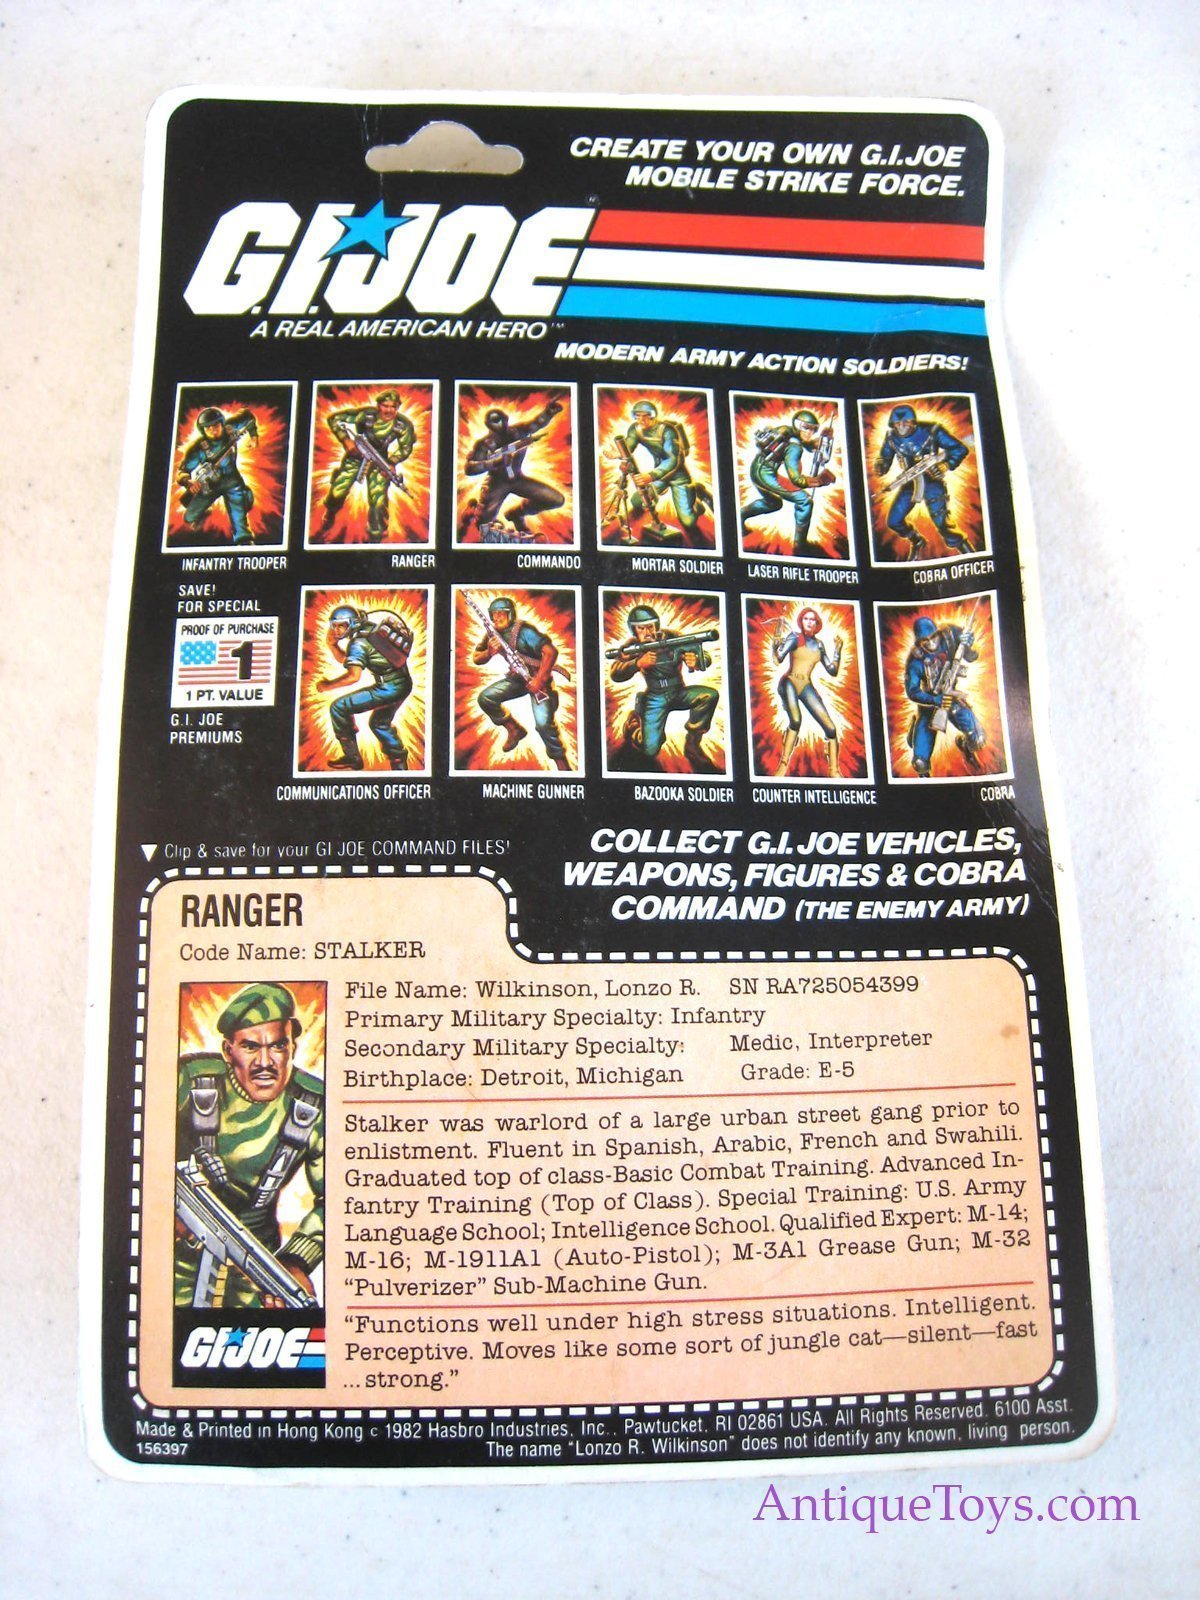 CREATE YOUR OWN G.I.JOE
MOBILE STRIKE FORCE.
G.I.JOE
A REAL AMERICAN HERO™
MODERN ARMY ACTION SOLDIERS!
INFANTRY TROOPER
RANGER
COMMANDO
MORTAR SOLDIER
LASER RIFLE TROOPER
COBRA OFFICER
SAVE!
FOR SPECIAL
PROOF OF PURCHASE
1
1 PT. VALUE
G.I. JOE
PREMIUMS
COMMUNICATIONS OFFICER
MACHINE GUNNER
BAZOOKA SOLDIER
COUNTER INTELLIGENCE
COBRA
▼ Clip & save for your GI JOE COMMAND FILES!
COLLECT G.I. JOE VEHICLES,
WEAPONS, FIGURES & COBRA
COMMAND (THE ENEMY ARMY)
RANGER
Code Name: STALKER
File Name: Wilkinson, Lonzo R. SN RA725054399
Primary Military Specialty: Infantry
Secondary Military Specialty: Medic, Interpreter
Birthplace: Detroit, Michigan Grade: E-5
Stalker was warlord of a large urban street gang prior to
enlistment. Fluent in Spanish, Arabic, French and Swahili.
Graduated top of class-Basic Combat Training. Advanced In-
fantry Training (Top of Class). Special Training: U.S. Army
Language School; Intelligence School. Qualified Expert: M-14;
M-16; M-1911A1 (Auto-Pistol); M-3A1 Grease Gun; M-32
"Pulverizer" Sub-Machine Gun.
"Functions well under high stress situations. Intelligent.
Perceptive. Moves like some sort of jungle cat—silent—fast
...strong."
GIJOE
Made & Printed in Hong Kong c 1982 Hasbro Industries, Inc., Pawtucket, RI 02861 USA. All Rights Reserved. 6100 Asst.
156397 The name "Lonzo R. Wilkinson" does not identify any known, living person.
AntiqueToys.com